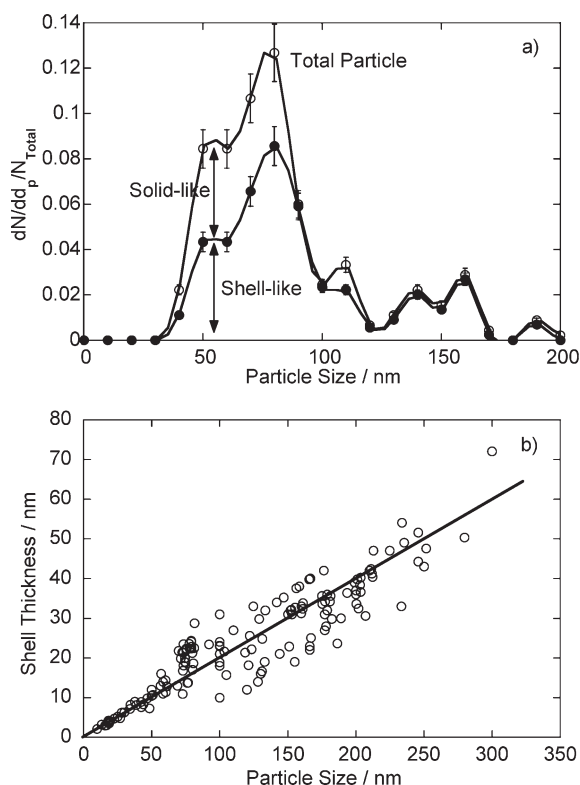 0.14
a)
0.12
Total Particle
0.1
0.08
Solid-like
0.06
0.04
Shell-like
0.02
0
dN/ddp/NTotal
0 50 100 150 200
Particle Size / nm
80
b)
70
60
50
40
30
20
10
0
Shell Thickness / nm
0 50 100 150 200 250 300 350
Particle Size / nm